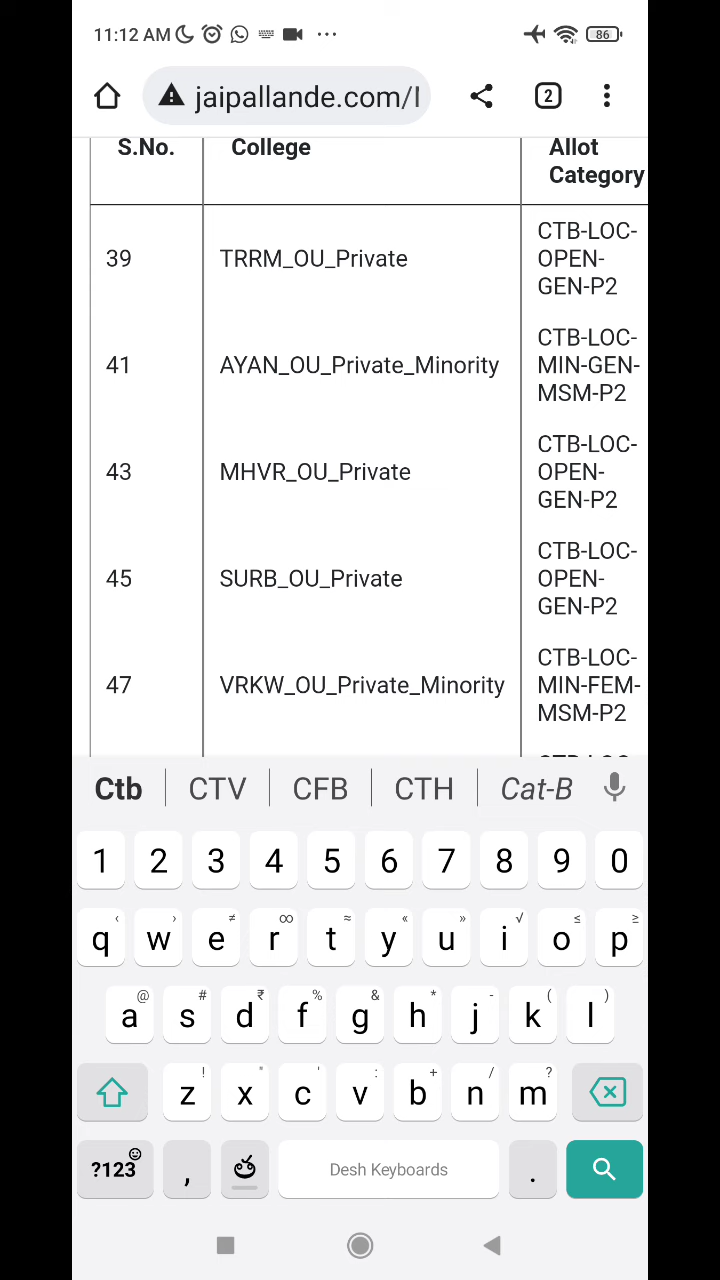 11:12 AM ... 86
jaipallande.com/l 2
S.No. College Allot Category
39 TRRM_OU_Private CTB-LOC-
OPEN-
GEN-P2
41 AYAN_OU_Private_Minority CTB-LOC-
MIN-GEN-
MSM-P2
43 MHVR_OU_Private CTB-LOC-
OPEN-
GEN-P2
45 SURB_OU_Private CTB-LOC-
OPEN-
GEN-P2
47 VRKW_OU_Private_Minority CTB-LOC-
MIN-FEM-
MSM-P2
Ctb CTV CFB CTH Cat-B
1 2 3 4 5 6 7 8 9 0
‹ › ≠ ∞ ≈ « » √ ≤ ≥
q w e r t y u i o p
@ # ₹ % & * - ( )
a s d f g h j k l
! " ' : + / ?
z x c v b n m
?123 , Desh Keyboards .